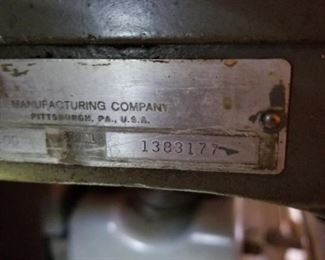 MANUFACTURING COMPANY
PITTSBURGH, PA., U.S.A.
1383177